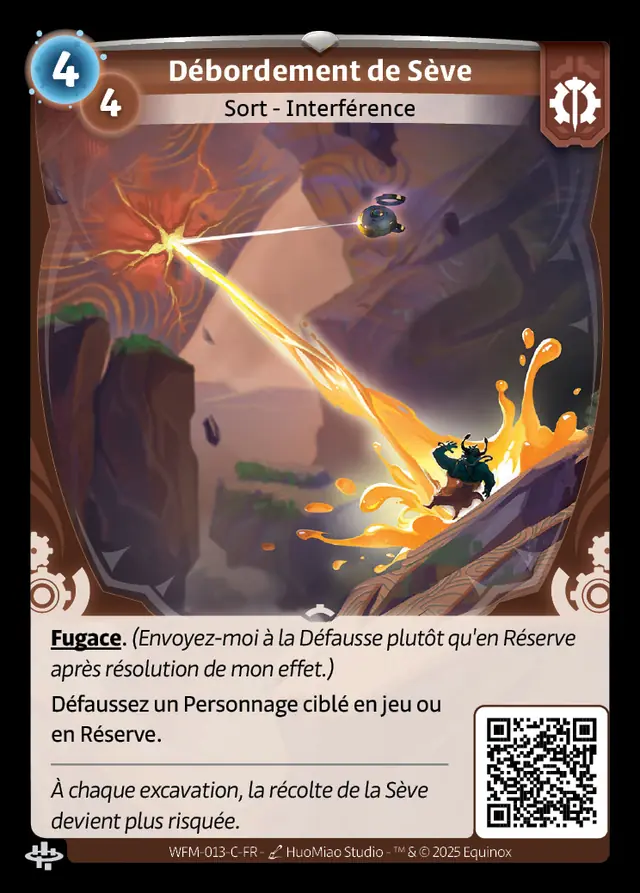 4
Débordement de Sève
4
Sort - Interférence
Fugace. (Envoyez-moi à la Défausse plutôt qu'en Réserve
après résolution de mon effet.)
Défaussez un Personnage ciblé en jeu ou
en Réserve.
À chaque excavation, la récolte de la Sève
devient plus risquée.
WFM-013-C-FR - HuoMiao Studio - ™ & © 2025 Equinox